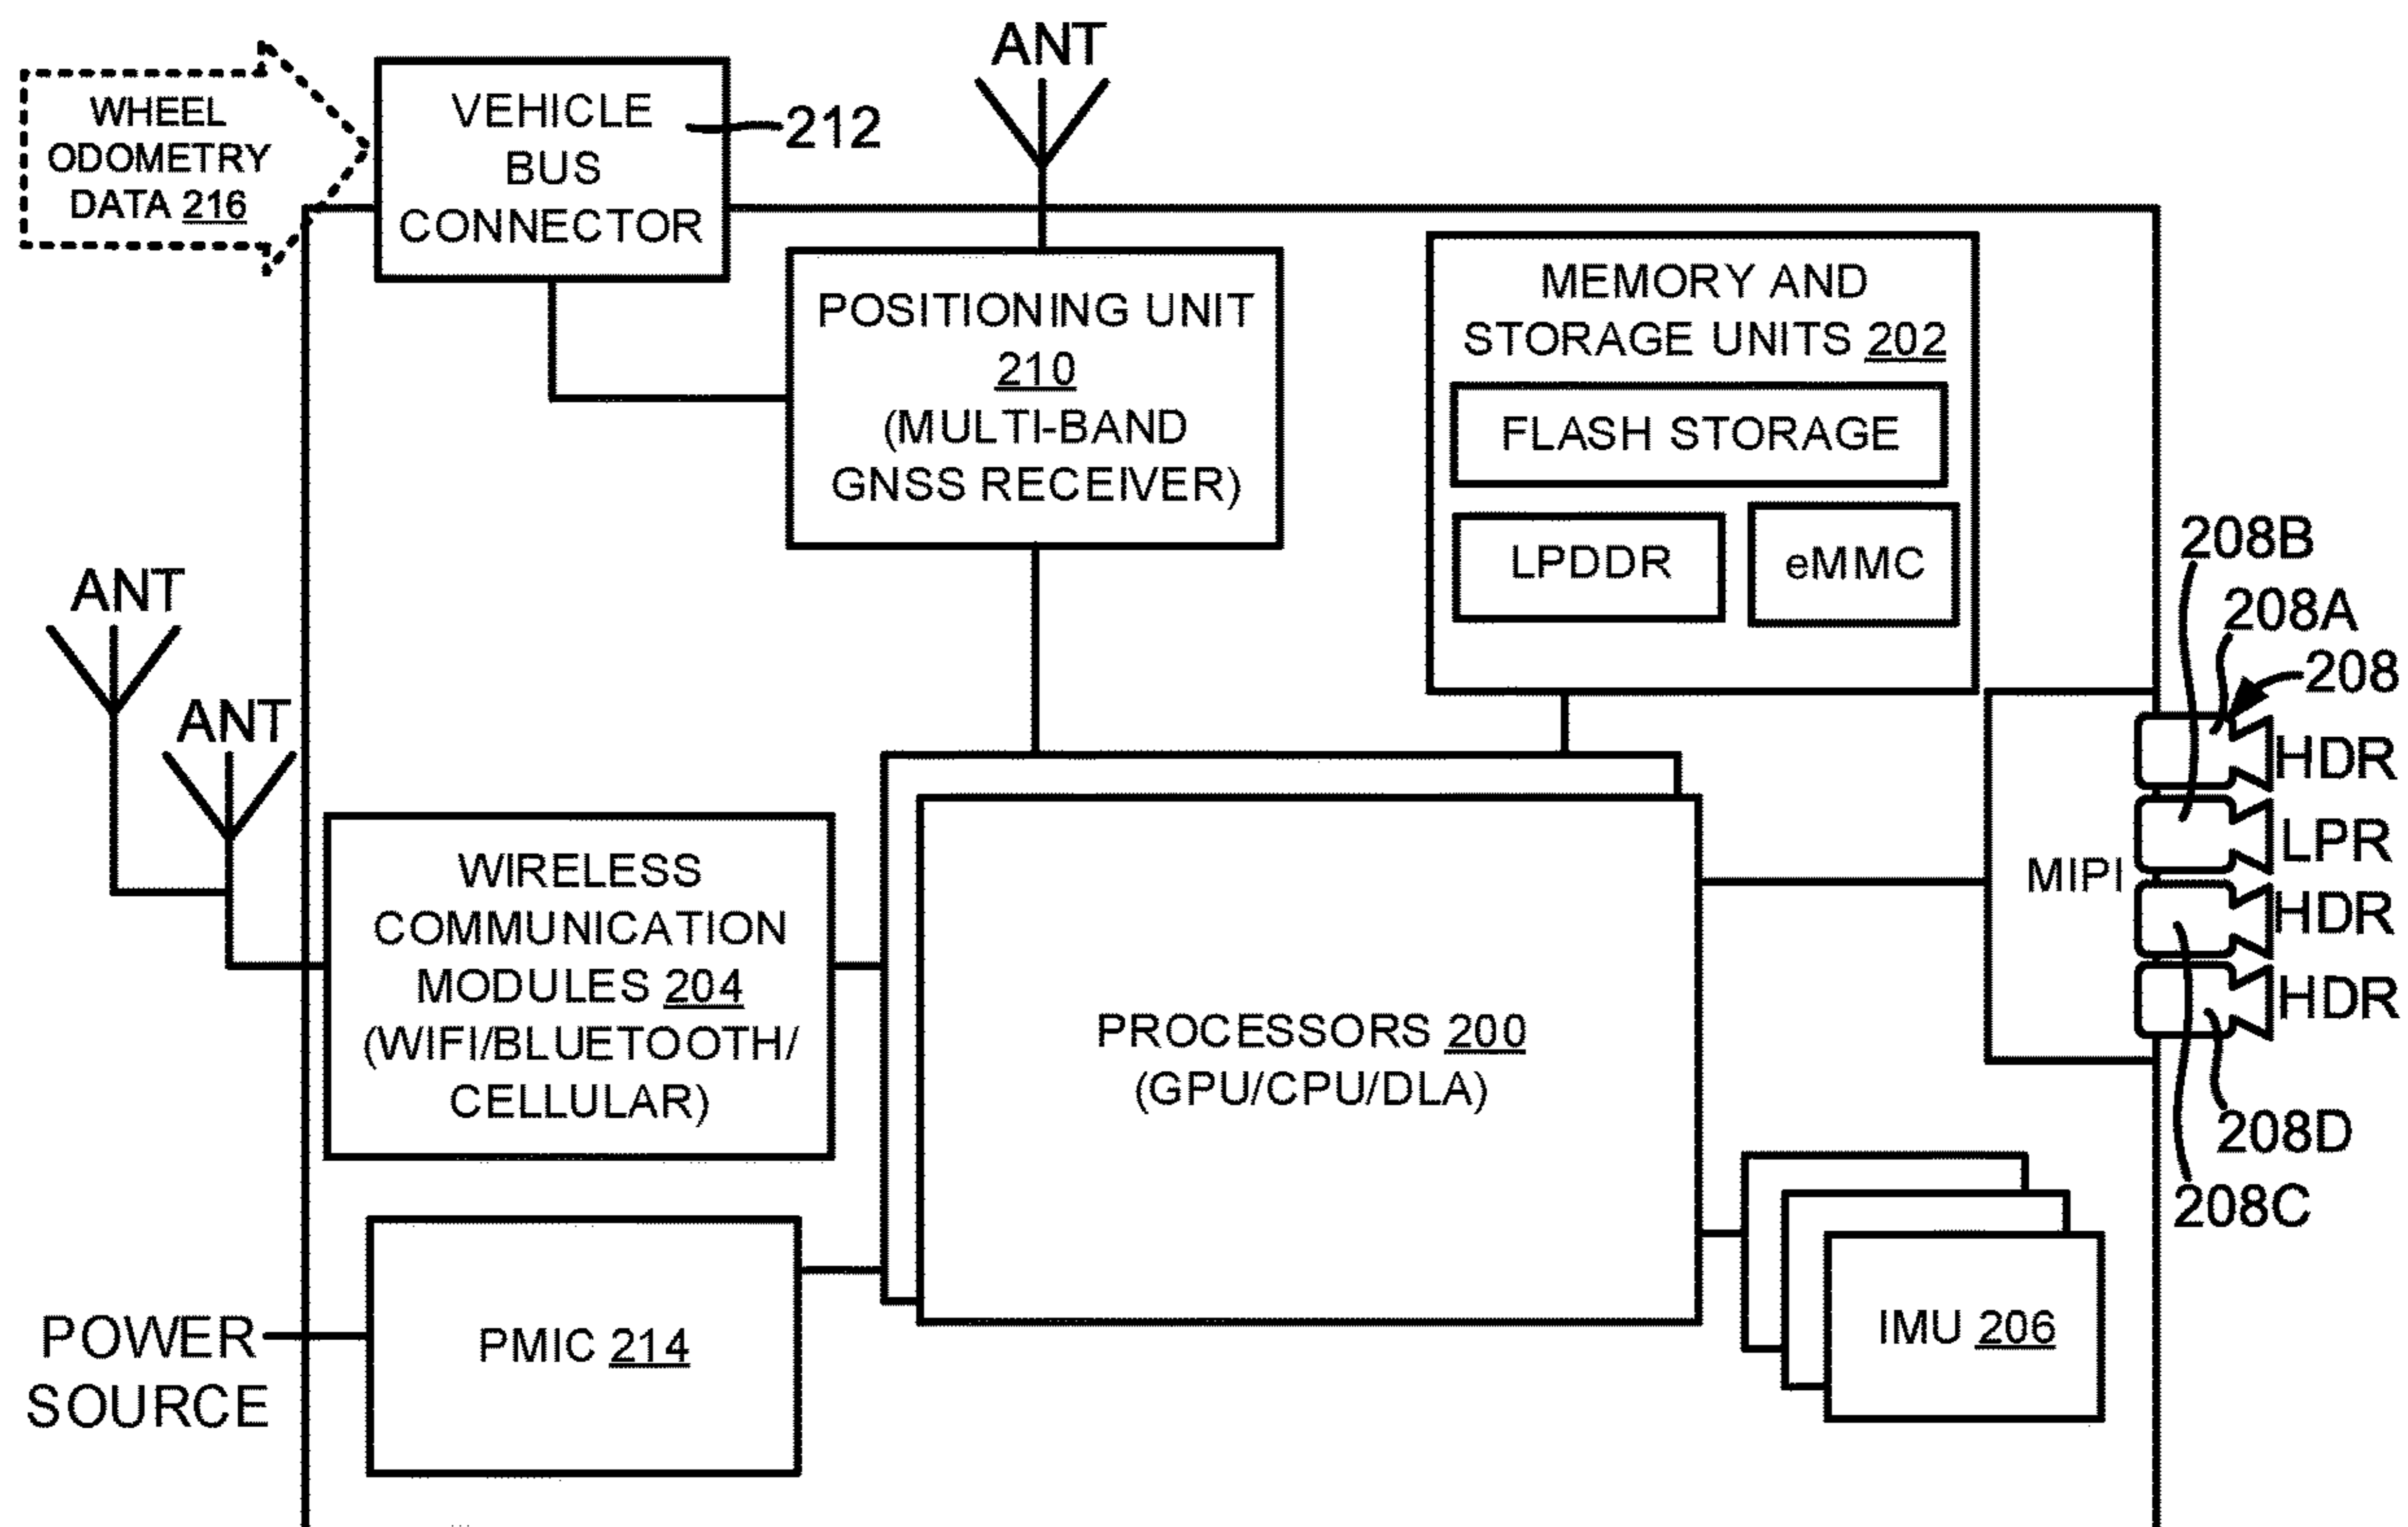 ANT
WHEEL
ODOMETRY
DATA 216
VEHICLE
BUS
CONNECTOR
212
POSITIONING UNIT
210
(MULTI-BAND
GNSS RECEIVER)
MEMORY AND
STORAGE UNITS 202
FLASH STORAGE
LPDDR
eMMC
208B
208A
208
HDR
LPR
HDR
HDR
MIPI
208D
208C
ANT
ANT
WIRELESS
COMMUNICATION
MODULES 204
(WIFI/BLUETOOTH/
CELLULAR)
PROCESSORS 200
(GPU/CPU/DLA)
IMU 206
POWER
SOURCE
PMIC 214